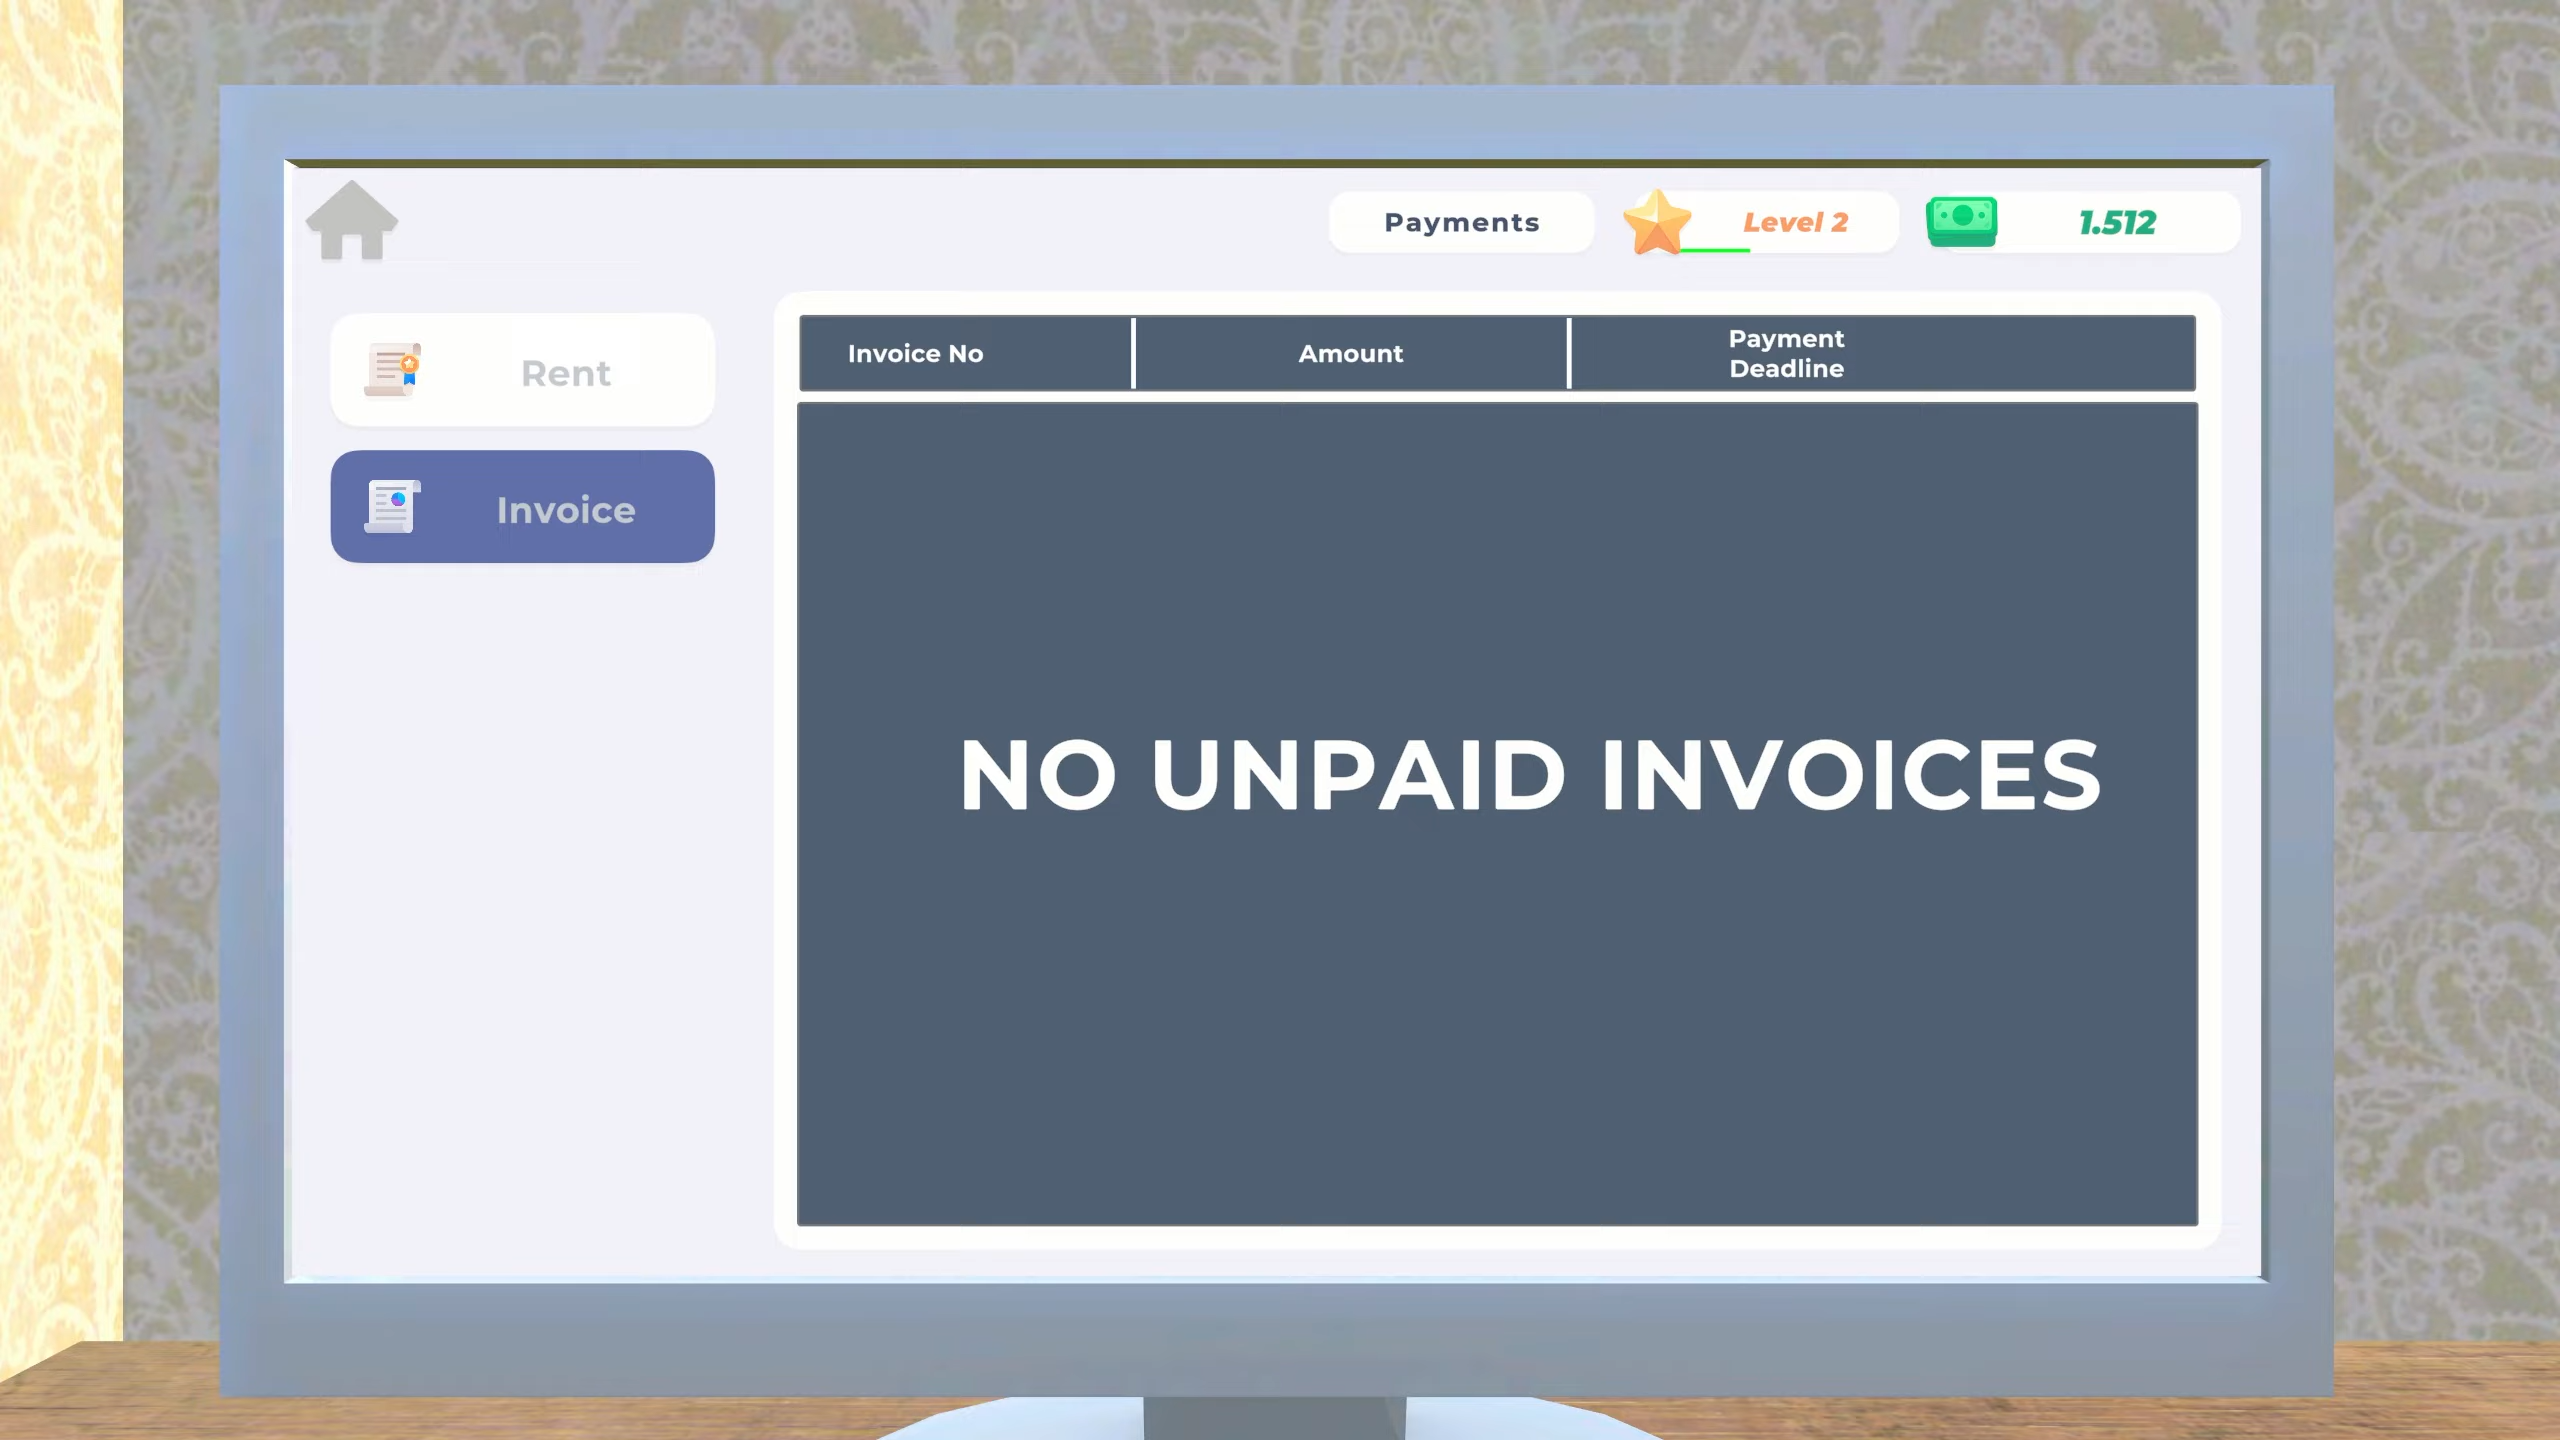 Payments
Level 2
1.512
Rent
Invoice
Invoice No
Amount
Payment
Deadline
NO UNPAID INVOICES